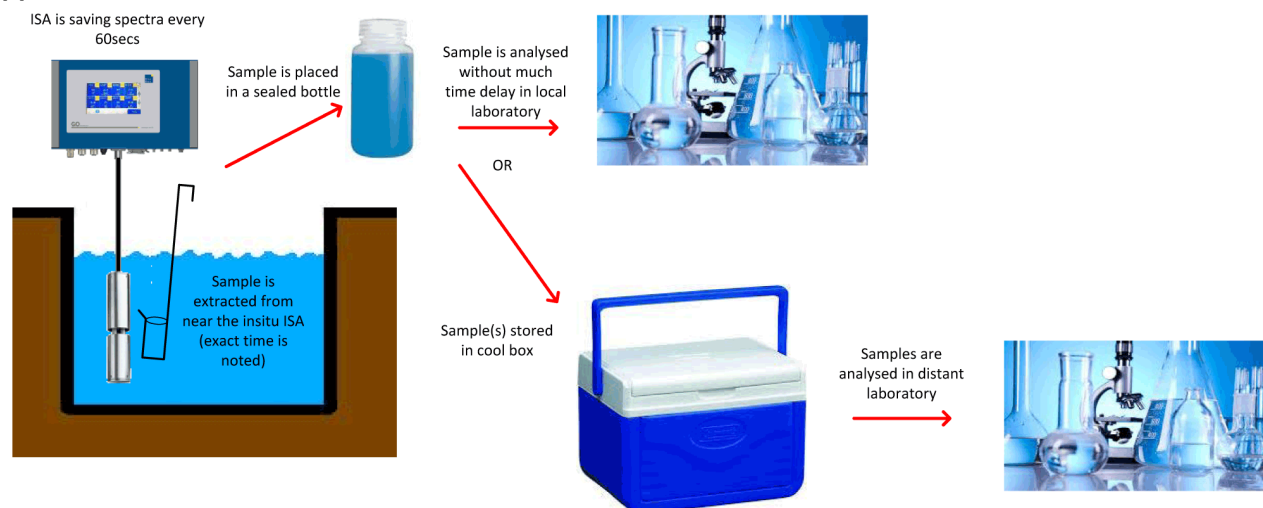 ISA is saving spectra every
60secs
Sample is placed
in a sealed bottle
Sample is analysed
without much
time delay in local
laboratory
OR
Sample is
extracted from
near the insitu ISA
(exact time is
noted)
Sample(s) stored
in cool box
Samples are
analysed in distant
laboratory